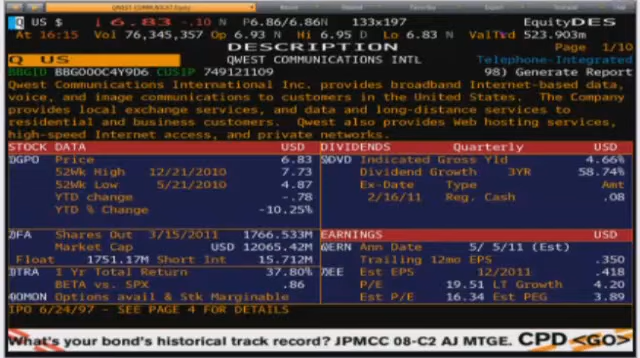 QWEST COMMUNICAT Equity
Q US $ ↓ 6.83 -.10 N P6.86/6.86N 133x197 EquityDES
At 16:15 Vol 76,345,357 Op 6.93 N Hi 6.95 D Lo 6.83 N ValTrd 523.903m
DESCRIPTION Page 1/10
Q US QWEST COMMUNICATIONS INTL Telephone-Integrated
BBGID BBG000C4Y9D6 CUSIP 749121109 98) Generate Report
Qwest Communications International Inc. provides broadband Internet-based data,
voice, and image communications to customers in the United States. The Company
provides local exchange services, and data and long-distance services to
residential and business customers. Qwest also provides Web hosting services,
high-speed Internet access, and private networks.
STOCK DATA USD DIVIDENDS Quarterly USD
GPO Price 6.83 DVD Indicated Gross Yld 4.66%
52Wk High 12/21/2010 7.73 Dividend Growth 3YR 58.74%
52Wk Low 5/21/2010 4.87 Ex-Date Type Amt
YTD change -.78 2/16/11 Reg. Cash .08
YTD % Change -10.25%
FA Shares Out 3/15/2011 1766.533M EARNINGS USD
Market Cap USD 12065.42M ERN Ann Date 5/ 5/11 (Est)
Float 1751.17M Short Int 15.712M Trailing 12mo EPS .350
TRA 1 Yr Total Return 37.80% EE Est EPS 12/2011 .418
BETA vs. SPX .86 P/E 19.51 LT Growth 4.20
OMON Options avail & Stk Marginable Est P/E 16.34 Est PEG 3.89
IPO 6/24/97 - SEE PAGE 4 FOR DETAILS
What's your bond's historical track record? JPMCC 08-C2 AJ MTGE. CPD <GO>